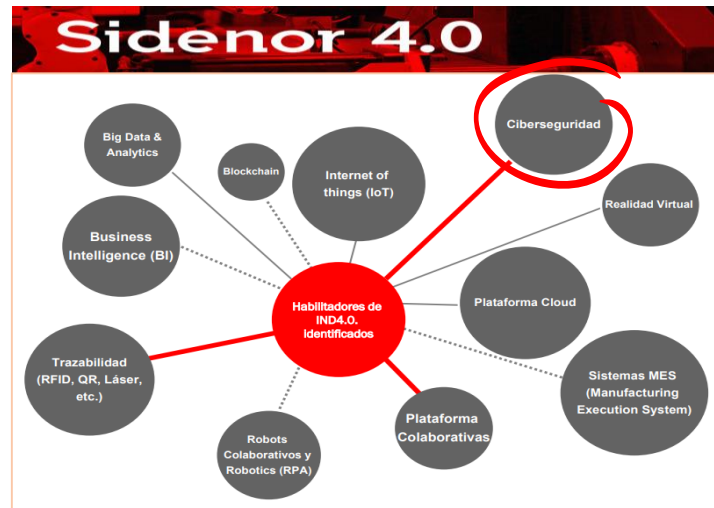 Sidenor 4.0
Ciberseguridad
Big Data &
Analytics
Blockchain
Internet of
things (IoT)
Realidad Virtual
Business
Intelligence (BI)
Habilitadores de
IND4.0.
Identificados
Plataforma Cloud
Trazabilidad
(RFID, QR, Láser,
etc.)
Sistemas MES
(Manufacturing
Execution System)
Plataforma
Colaborativas
Robots
Colaborativos y
Robotics (RPA)